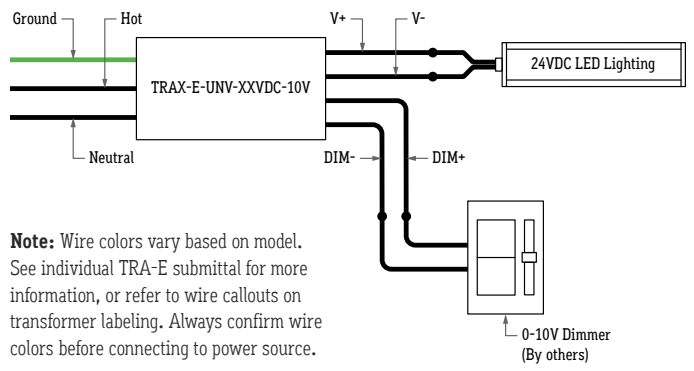 Ground
Hot
V+
V-
TRAX-E-UNV-XXVDC-10V
24VDC LED Lighting
Neutral
DIM-
DIM+
Note: Wire colors vary based on model.
See individual TRA-E submittal for more
information, or refer to wire callouts on
transformer labeling. Always confirm wire
colors before connecting to power source.
0-10V Dimmer
(By others)